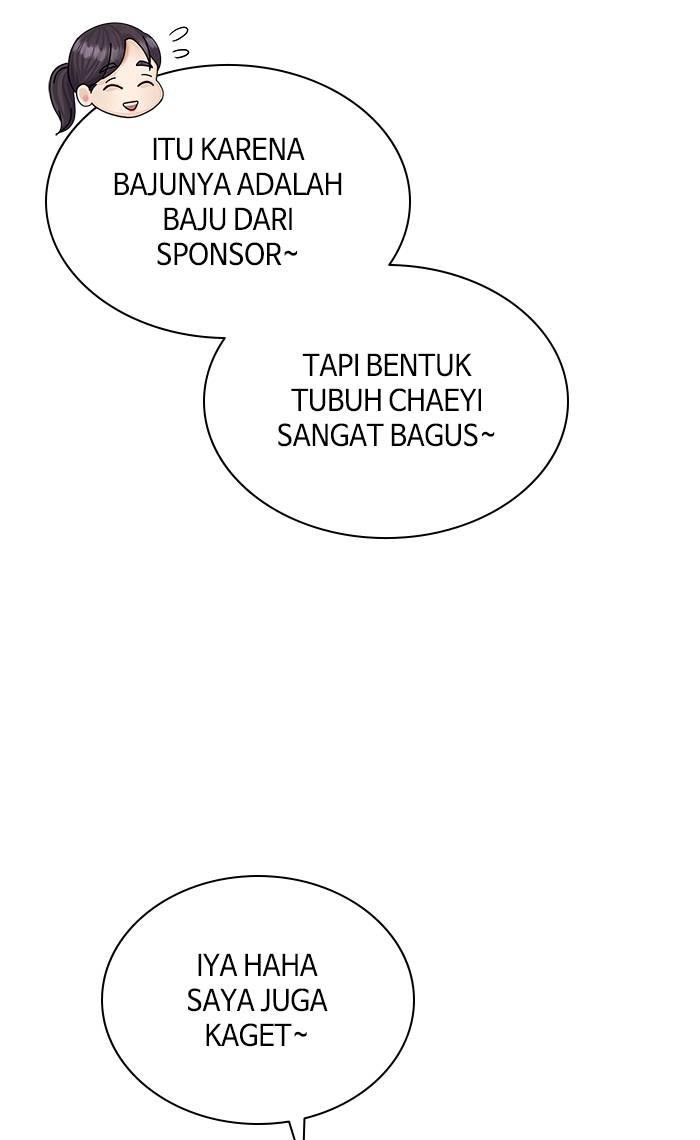 ITU KARENA
BAJUNYA ADALAH
BAJU DARI
SPONSOR~
TAPI BENTUK
TUBUH CHAEYI
SANGAT BAGUS~
IYA HAHA
SAYA JUGA
KAGET~